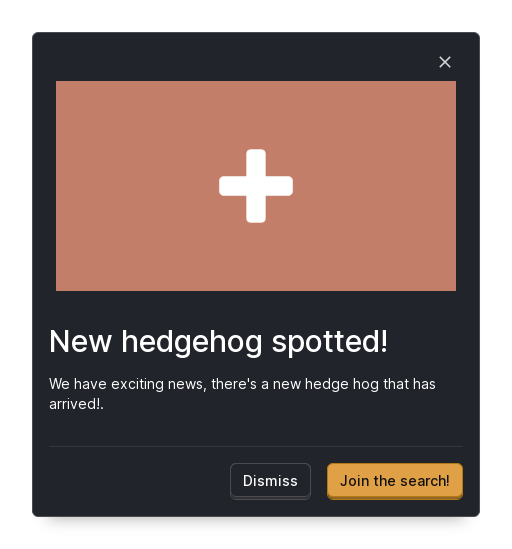 New hedgehog spotted!
We have exciting news, there's a new hedge hog that has
arrived!.
Dismiss
Join the search!